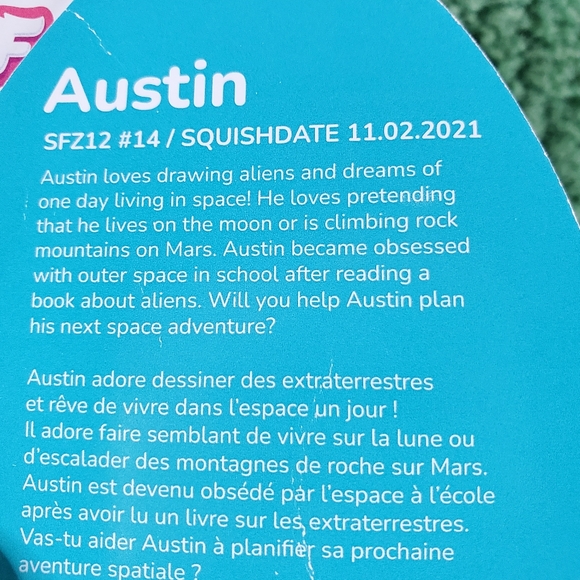 F
Austin
SFZ12 #14 / SQUISHDATE 11.02.2021
Austin loves drawing aliens and dreams of
one day living in space! He loves pretending
that he lives on the moon or is climbing rock
mountains on Mars. Austin became obsessed
with outer space in school after reading a
book about aliens. Will you help Austin plan
his next space adventure?
Austin adore dessiner des extraterrestres
et rêve de vivre dans l'espace un jour !
Il adore faire semblant de vivre sur la lune ou
d'escalader des montagnes de roche sur Mars.
Austin est devenu obsédé par l'espace à l'école
après avoir lu un livre sur les extraterrestres.
Vas-tu aider Austin à planifier sa prochaine
aventure spatiale ?